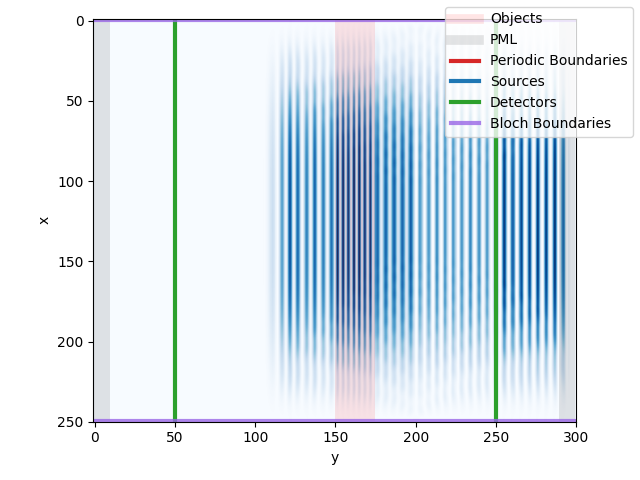 Objects
PML
Periodic Boundaries
Sources
Detectors
Bloch Boundaries
0
50
100
150
200
250
x
0 50 100 150 200 250 300
y